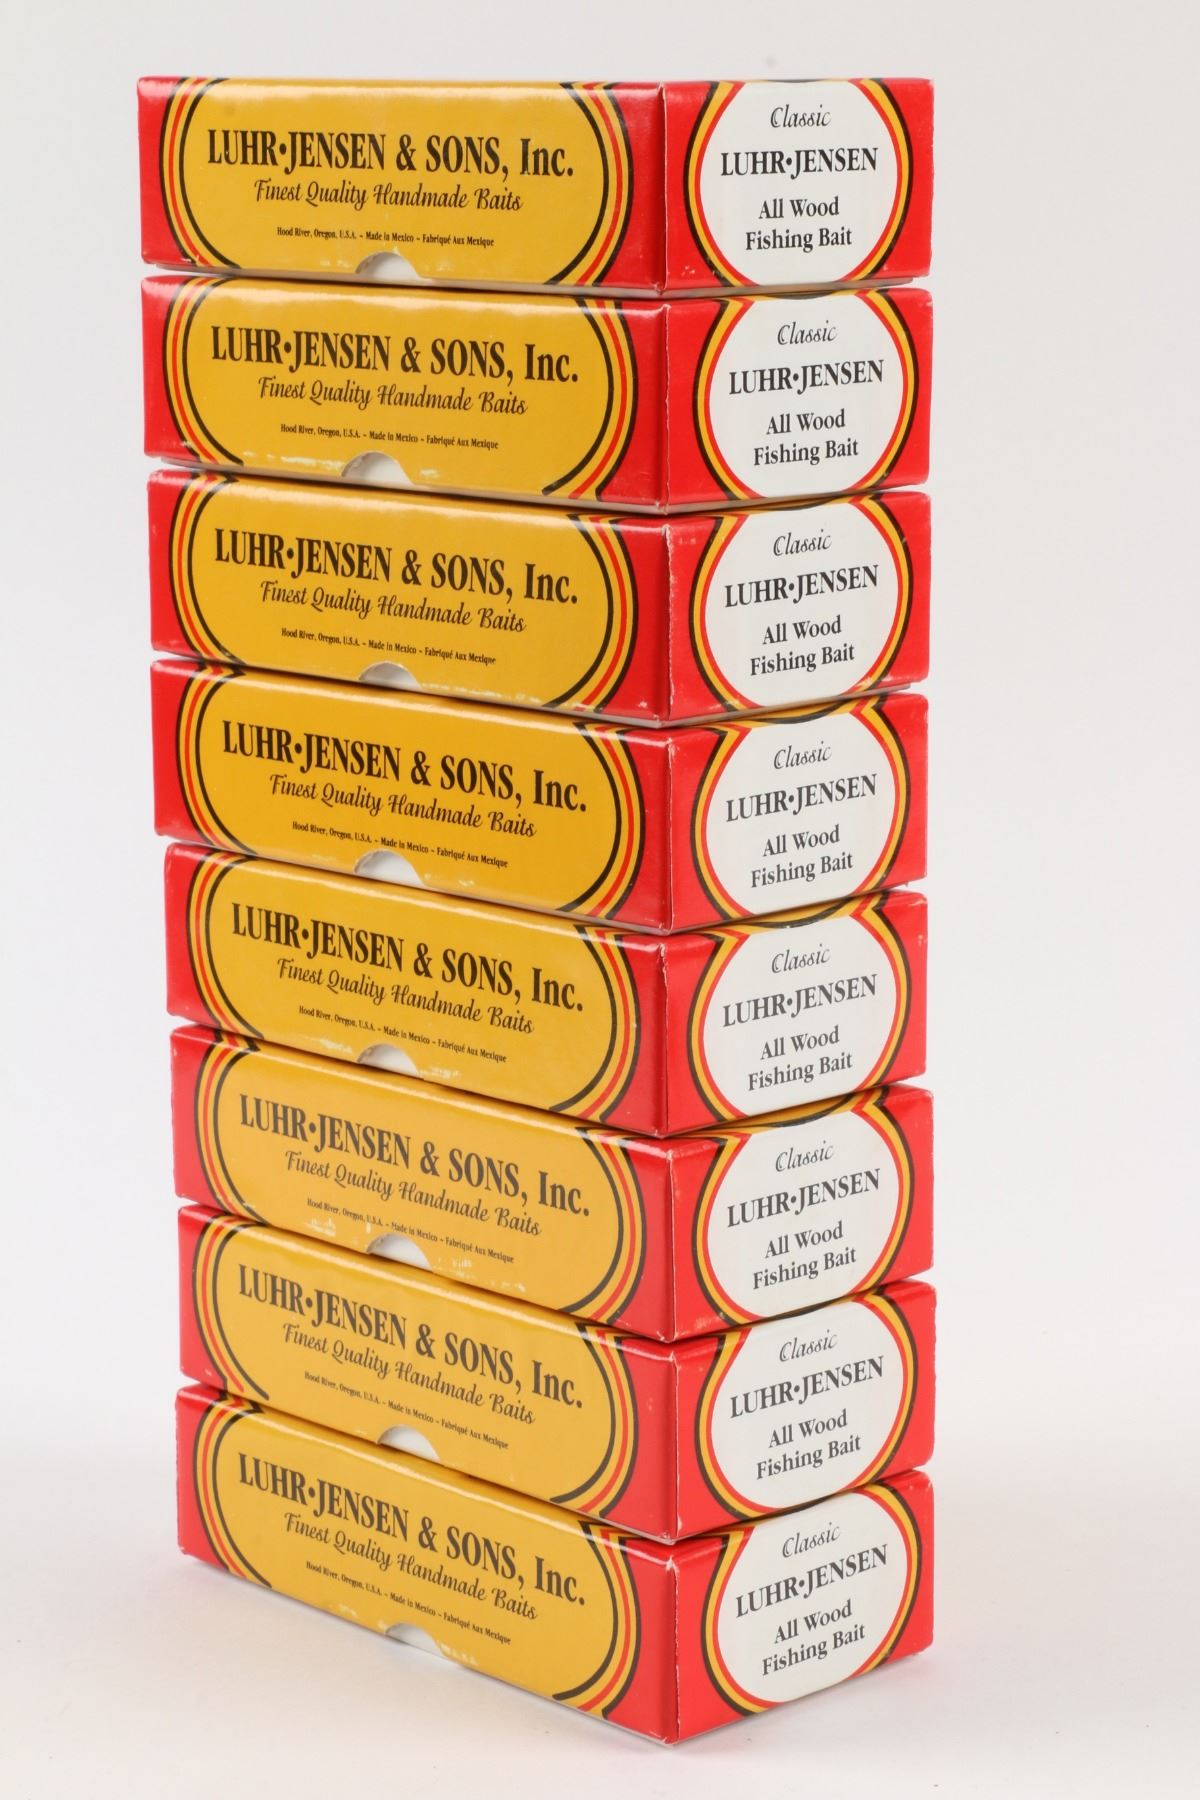 LUHR•JENSEN & SONS, Inc.
Finest Quality Handmade Baits
Hood River, Oregon, U.S.A. – Made in Mexico – Fabriqué Aux Mexique
Classic
LUHR•JENSEN
All Wood
Fishing Bait
LUHR•JENSEN & SONS, Inc.
Finest Quality Handmade Baits
Hood River, Oregon, U.S.A. – Made in Mexico – Fabriqué Aux Mexique
Classic
LUHR•JENSEN
All Wood
Fishing Bait
LUHR•JENSEN & SONS, Inc.
Finest Quality Handmade Baits
Hood River, Oregon, U.S.A. – Made in Mexico – Fabriqué Aux Mexique
Classic
LUHR•JENSEN
All Wood
Fishing Bait
LUHR•JENSEN & SONS, Inc.
Finest Quality Handmade Baits
Hood River, Oregon, U.S.A. – Made in Mexico – Fabriqué Aux Mexique
Classic
LUHR•JENSEN
All Wood
Fishing Bait
LUHR•JENSEN & SONS, Inc.
Finest Quality Handmade Baits
Hood River, Oregon, U.S.A. – Made in Mexico – Fabriqué Aux Mexique
Classic
LUHR•JENSEN
All Wood
Fishing Bait
LUHR•JENSEN & SONS, Inc.
Finest Quality Handmade Baits
Hood River, Oregon, U.S.A. – Made in Mexico – Fabriqué Aux Mexique
Classic
LUHR•JENSEN
All Wood
Fishing Bait
LUHR•JENSEN & SONS, Inc.
Finest Quality Handmade Baits
Hood River, Oregon, U.S.A. – Made in Mexico – Fabriqué Aux Mexique
Classic
LUHR•JENSEN
All Wood
Fishing Bait
LUHR•JENSEN & SONS, Inc.
Finest Quality Handmade Baits
Hood River, Oregon, U.S.A. – Made in Mexico – Fabriqué Aux Mexique
Classic
LUHR•JENSEN
All Wood
Fishing Bait